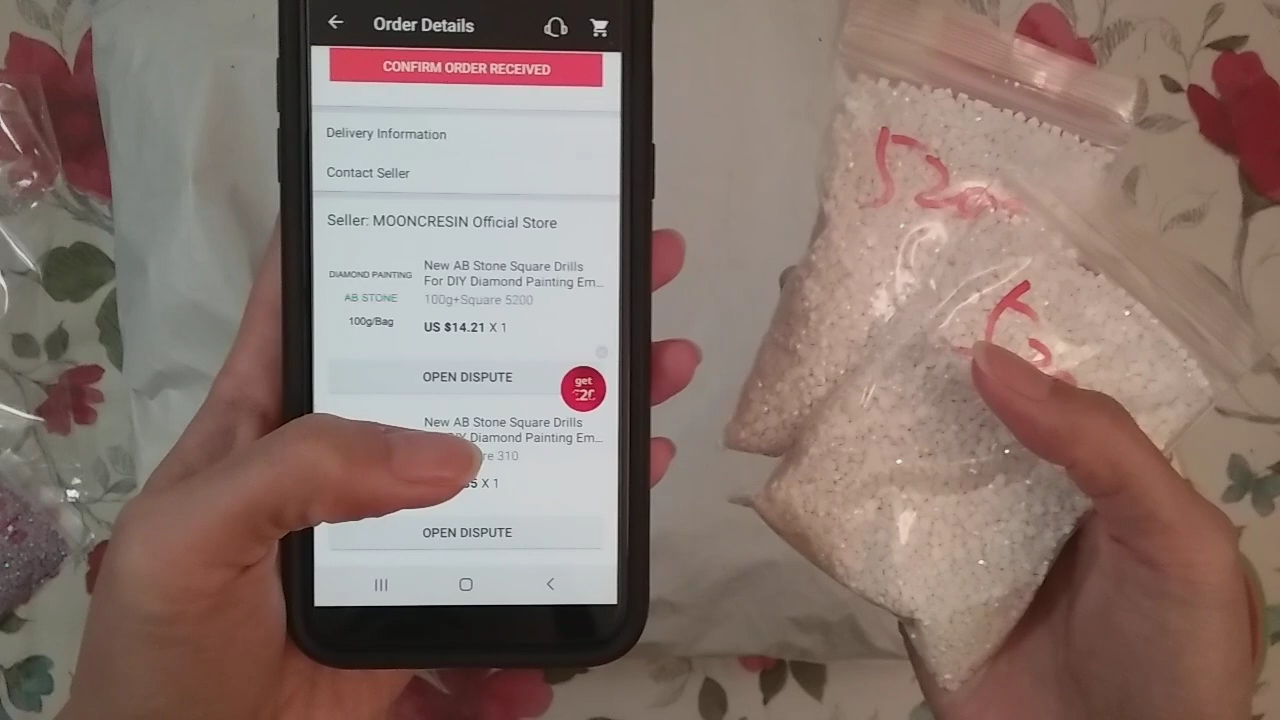 Order Details
CONFIRM ORDER RECEIVED
Delivery Information
Contact Seller
Seller: MOONCRESIN Official Store
DIAMOND PAINTING
AB STONE
100g/Bag
New AB Stone Square Drills
For DIY Diamond Painting Em...
100g+Square 5200
US $14.21 X 1
OPEN DISPUTE
get
New AB Stone Square Drills
Diamond Painting Em...
310
X 1
OPEN DISPUTE
5200